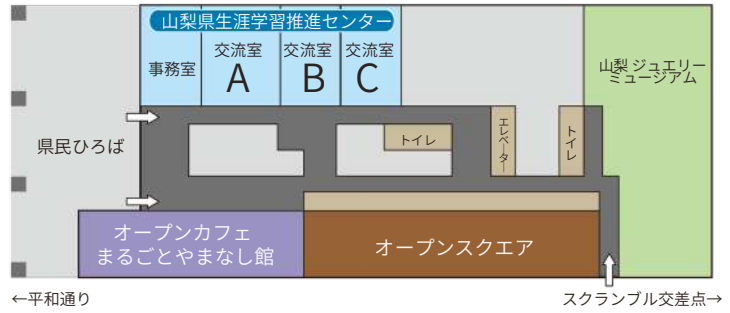 山梨県生涯学習推進センター
事務室
交流室
A
交流室
B
交流室
C
山梨 ジュエリー
ミュージアム
県民ひろば
トイレ
エレベーター
トイレ
オープンカフェ
まるごとやまなし館
オープンスクエア
←平和通り
スクランブル交差点→